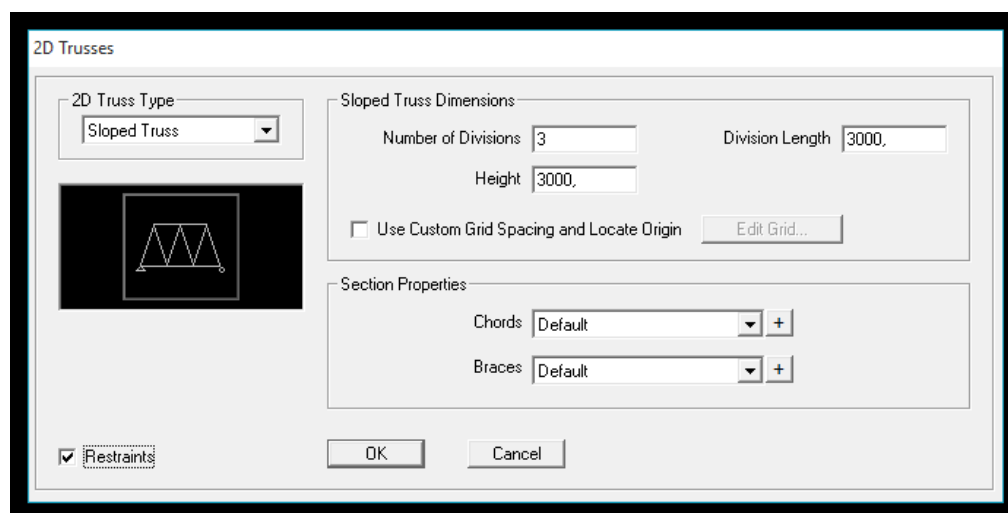 2D Trusses
2D Truss Type
Sloped Truss
Sloped Truss Dimensions
Number of Divisions 3 Division Length 3000,
Height 3000,
Use Custom Grid Spacing and Locate Origin Edit Grid...
Section Properties
Chords Default +
Braces Default +
Restraints OK Cancel